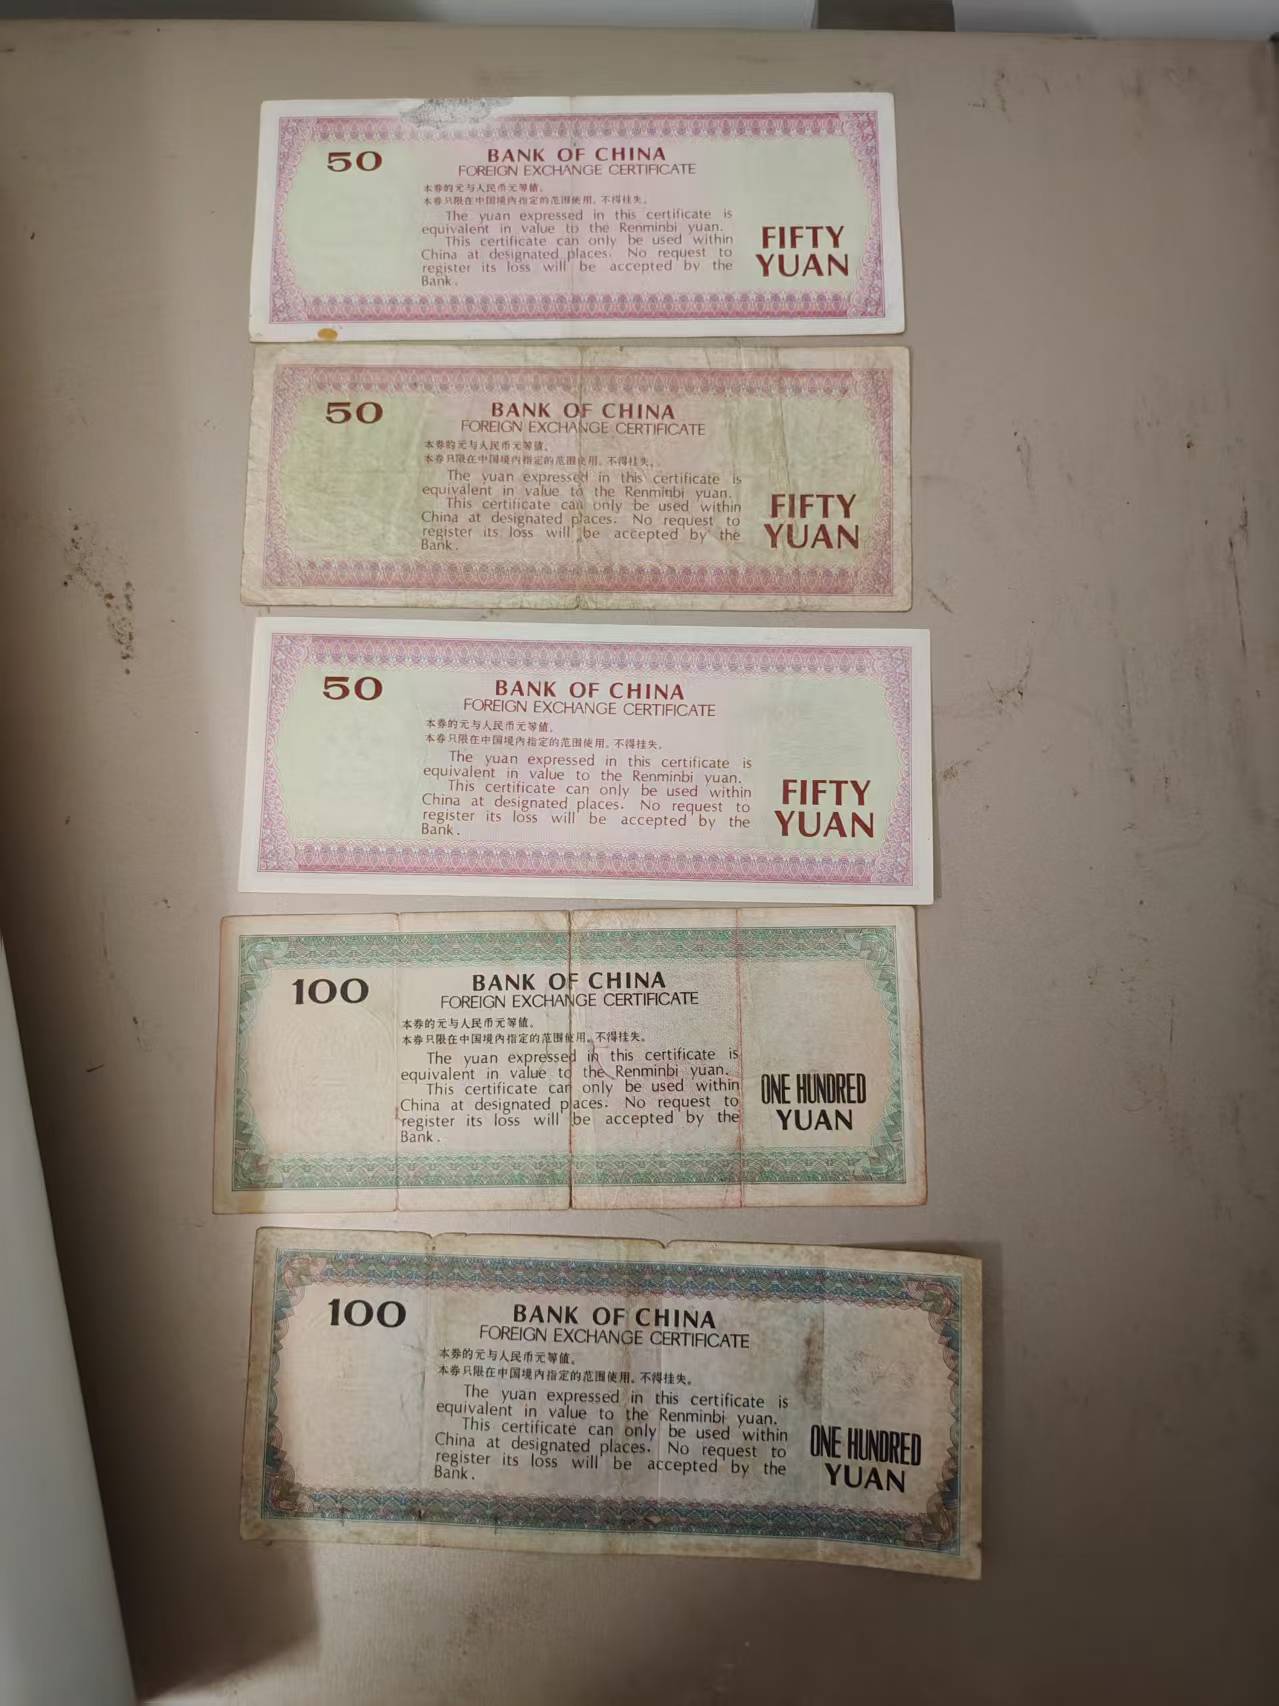 50
BANK OF CHINA
FOREIGN EXCHANGE CERTIFICATE
本券的元与人民币元等值。
本券只限在中国境内指定的范围使用。不得挂失。
The yuan expressed in this certificate is
equivalent in value to the Renminbi yuan.
This certificate can only be used within
China at designated places. No request to
register its loss will be accepted by the
Bank.
FIFTY
YUAN
50
BANK OF CHINA
FOREIGN EXCHANGE CERTIFICATE
本券的元与人民币元等值。
本券只限在中国境内指定的范围使用。不得挂失。
The yuan expressed in this certificate is
equivalent in value to the Renminbi yuan.
This certificate can only be used within
China at designated places. No request to
register its loss will be accepted by the
Bank.
FIFTY
YUAN
50
BANK OF CHINA
FOREIGN EXCHANGE CERTIFICATE
本券的元与人民币元等值。
本券只限在中国境内指定的范围使用。不得挂失。
The yuan expressed in this certificate is
equivalent in value to the Renminbi yuan.
This certificate can only be used within
China at designated places. No request to
register its loss will be accepted by the
Bank.
FIFTY
YUAN
100
BANK OF CHINA
FOREIGN EXCHANGE CERTIFICATE
本券的元与人民币元等值。
本券只限在中国境内指定的范围使用。不得挂失。
The yuan expressed in this certificate is
equivalent in value to the Renminbi yuan.
This certificate can only be used within
China at designated places. No request to
register its loss will be accepted by the
Bank.
ONE HUNDRED
YUAN
100
BANK OF CHINA
FOREIGN EXCHANGE CERTIFICATE
本券的元与人民币元等值。
本券只限在中国境内指定的范围使用。不得挂失。
The yuan expressed in this certificate is
equivalent in value to the Renminbi yuan.
This certificate can only be used within
China at designated places. No request to
register its loss will be accepted by the
Bank.
ONE HUNDRED
YUAN